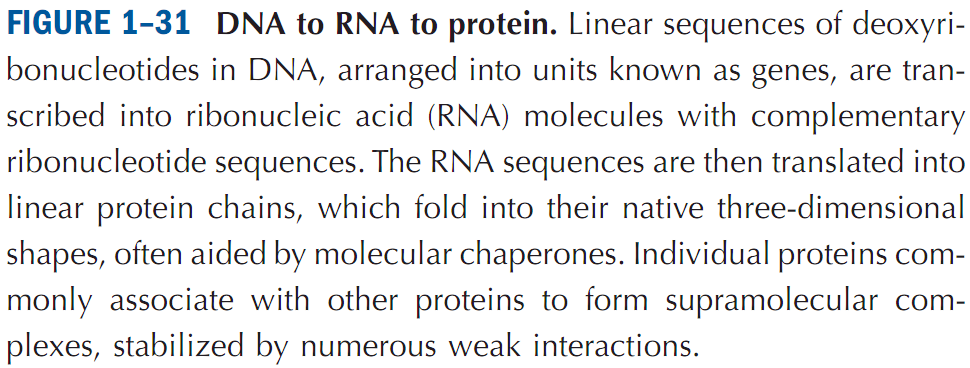 FIGURE 1–31 DNA to RNA to protein. Linear sequences of deoxyri-
bonucleotides in DNA, arranged into units known as genes, are tran-
scribed into ribonucleic acid (RNA) molecules with complementary
ribonucleotide sequences. The RNA sequences are then translated into
linear protein chains, which fold into their native three-dimensional
shapes, often aided by molecular chaperones. Individual proteins com-
monly associate with other proteins to form supramolecular com-
plexes, stabilized by numerous weak interactions.